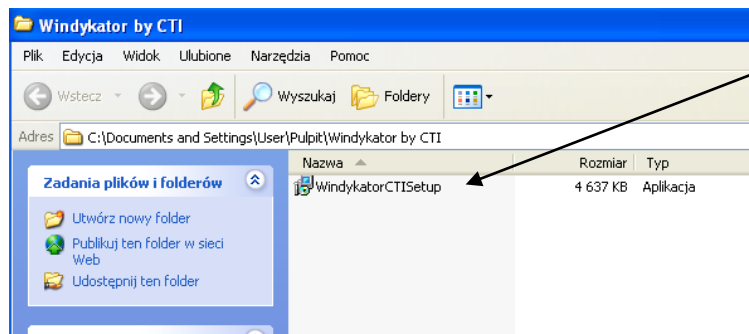 Windykator by CTI
Plik Edycja Widok Ulubione Narzędzia Pomoc
Wstecz Wyszukaj Foldery
Adres C:\Documents and Settings\User\Pulpit\Windykator by CTI
Zadania plików i folderów
Utwórz nowy folder
Publikuj ten folder w sieci
Web
Udostępnij ten folder
Nazwa Rozmiar Typ
WindykatorCTISetup 4 637 KB Aplikacja